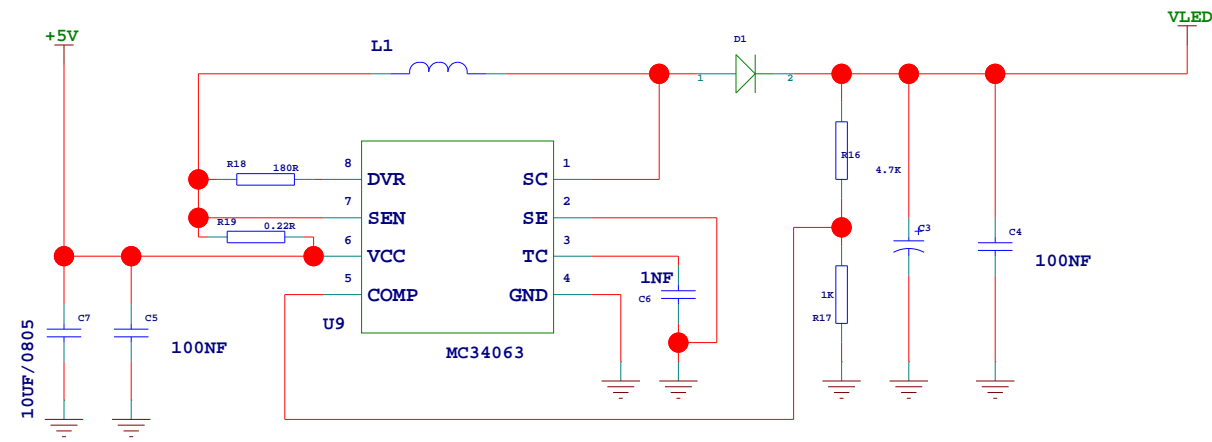 VLED
+5V
L1
D1
1
2
R18
180R
8
DVR
SC
1
R16
4.7K
7
SEN
SE
2
R19
0.22R
6
VCC
TC
3
C3
+
C4
100NF
5
COMP
GND
4
1NF
C6
1K
R17
U9
MC34063
C7
C5
100NF
10UF/0805